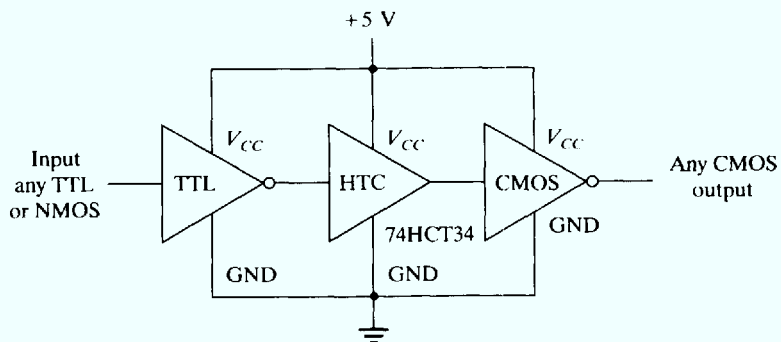 +5 V
V_CC
V_CC
V_CC
Input
any TTL
or NMOS
TTL
HTC
CMOS
Any CMOS
output
74HCT34
GND
GND
GND